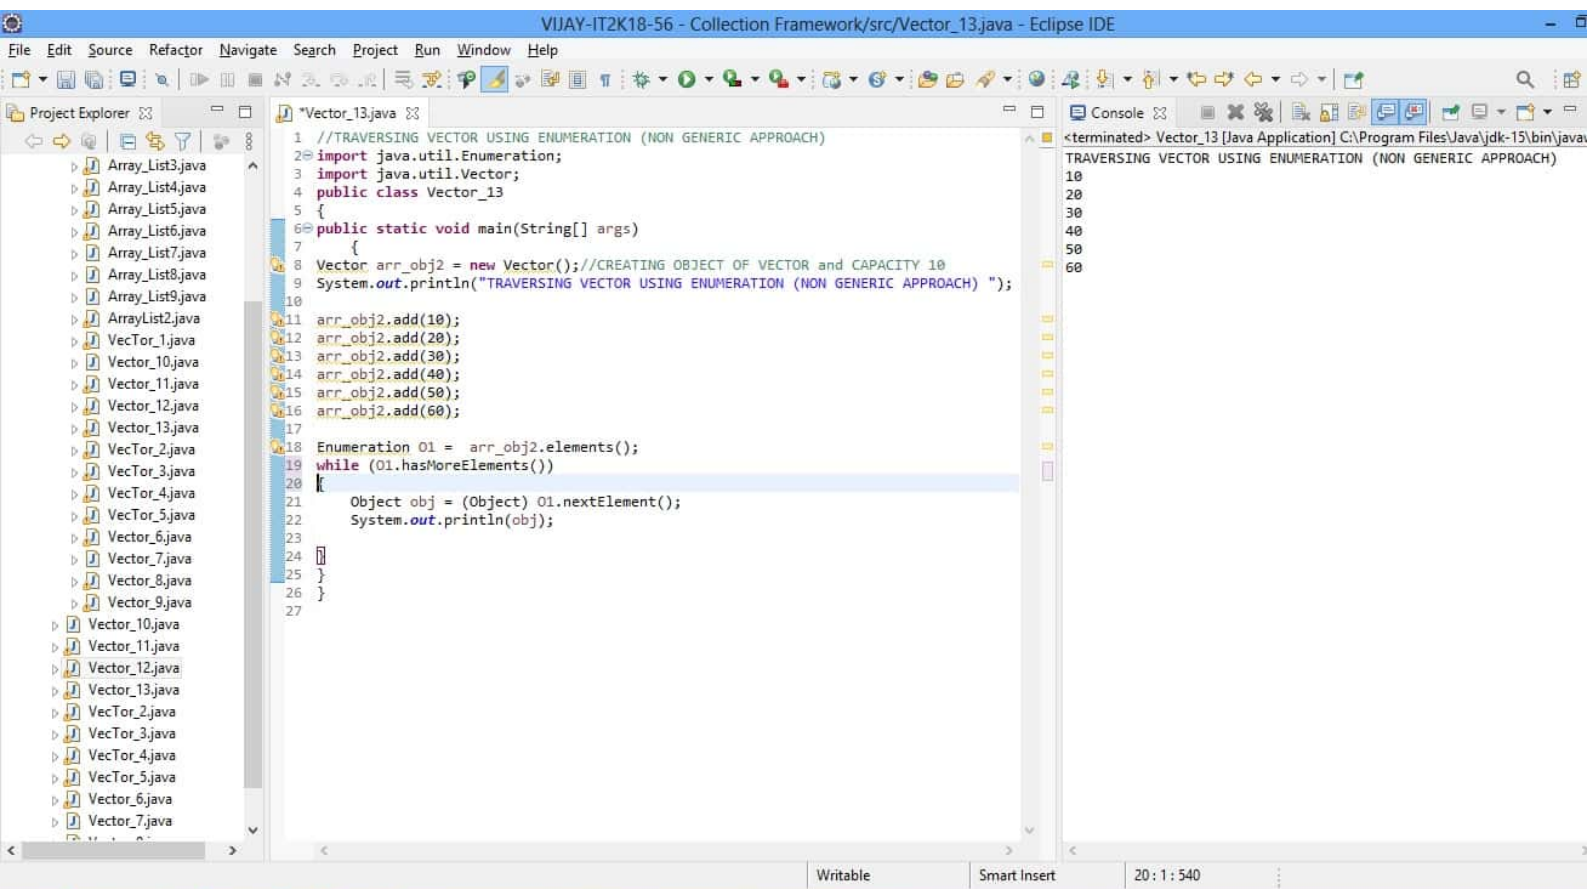 VIJAY-IT2K18-56 - Collection Framework/src/Vector_13.java - Eclipse IDE
File Edit Source Refactor Navigate Search Project Run Window Help
Project Explorer
Array_List3.java
Array_List4.java
Array_List5.java
Array_List6.java
Array_List7.java
Array_List8.java
Array_List9.java
ArrayList2.java
VecTor_1.java
Vector_10.java
Vector_11.java
Vector_12.java
Vector_13.java
VecTor_2.java
VecTor_3.java
VecTor_4.java
VecTor_5.java
Vector_6.java
Vector_7.java
Vector_8.java
Vector_9.java
Vector_10.java
Vector_11.java
Vector_12.java
Vector_13.java
VecTor_2.java
VecTor_3.java
VecTor_4.java
VecTor_5.java
Vector_6.java
Vector_7.java
*Vector_13.java
1 //TRAVERSING VECTOR USING ENUMERATION (NON GENERIC APPROACH)
2 import java.util.Enumeration;
3 import java.util.Vector;
4 public class Vector_13
5 {
6 public static void main(String[] args)
7 {
8 Vector arr_obj2 = new Vector();//CREATING OBJECT OF VECTOR and CAPACITY 10
9 System.out.println("TRAVERSING VECTOR USING ENUMERATION (NON GENERIC APPROACH) ");
10
11 arr_obj2.add(10);
12 arr_obj2.add(20);
13 arr_obj2.add(30);
14 arr_obj2.add(40);
15 arr_obj2.add(50);
16 arr_obj2.add(60);
17
18 Enumeration O1 =  arr_obj2.elements();
19 while (O1.hasMoreElements())
20 {
21 Object obj = (Object) O1.nextElement();
22 System.out.println(obj);
23
24 }
25 }
26 }
27
Console
<terminated> Vector_13 [Java Application] C:\Program Files\Java\jdk-15\bin\javaw
TRAVERSING VECTOR USING ENUMERATION (NON GENERIC APPROACH)
10
20
30
40
50
60
Writable Smart Insert 20 : 1 : 540